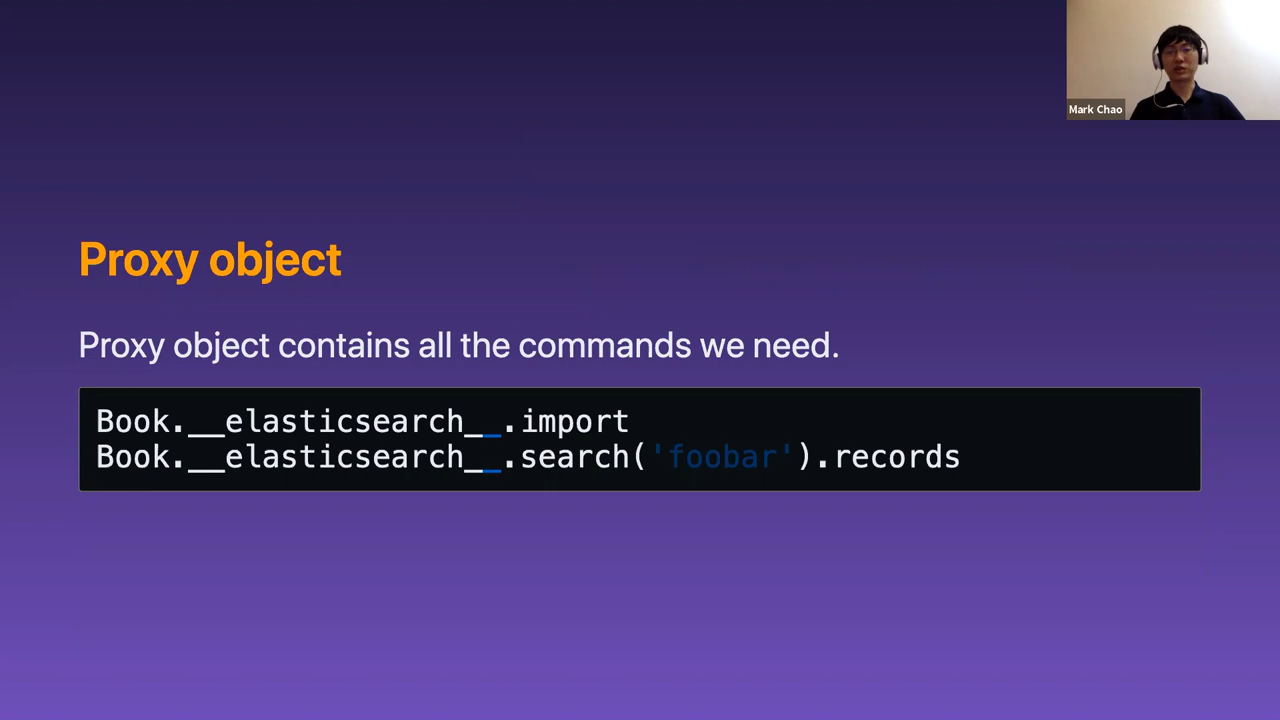 Mark Chao
Proxy object
Proxy object contains all the commands we need.
Book.__elasticsearch__.import
Book.__elasticsearch__.search('foobar').records